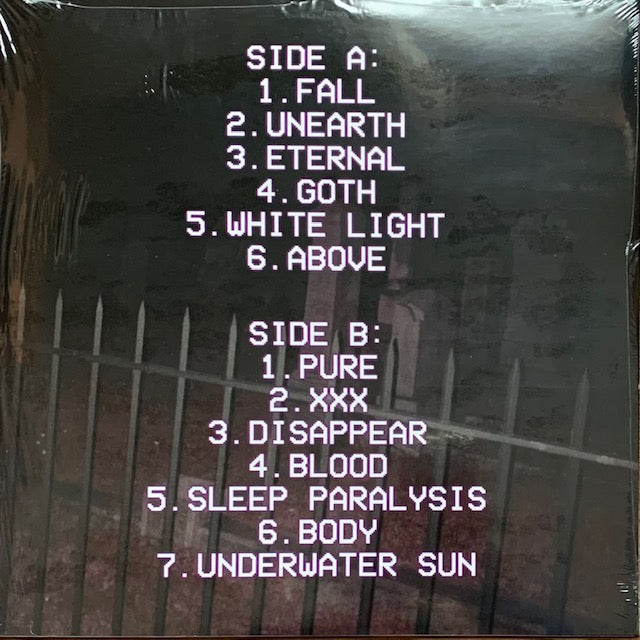 SIDE A:
1.FALL
2.UNEARTH
3.ETERNAL
4.GOTH
5.WHITE LIGHT
6.ABOVE
SIDE B:
1.PURE
2.XXX
3.DISAPPEAR
4.BLOOD
5.SLEEP PARALYSIS
6.BODY
7.UNDERWATER SUN